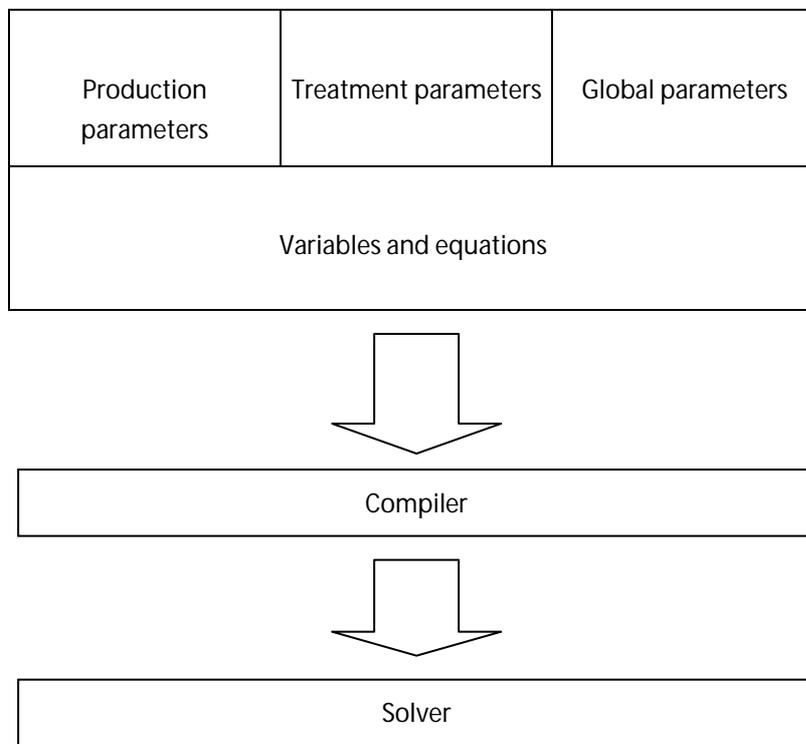 Production
parameters
Treatment parameters
Global parameters
Variables and equations
Compiler
Solver